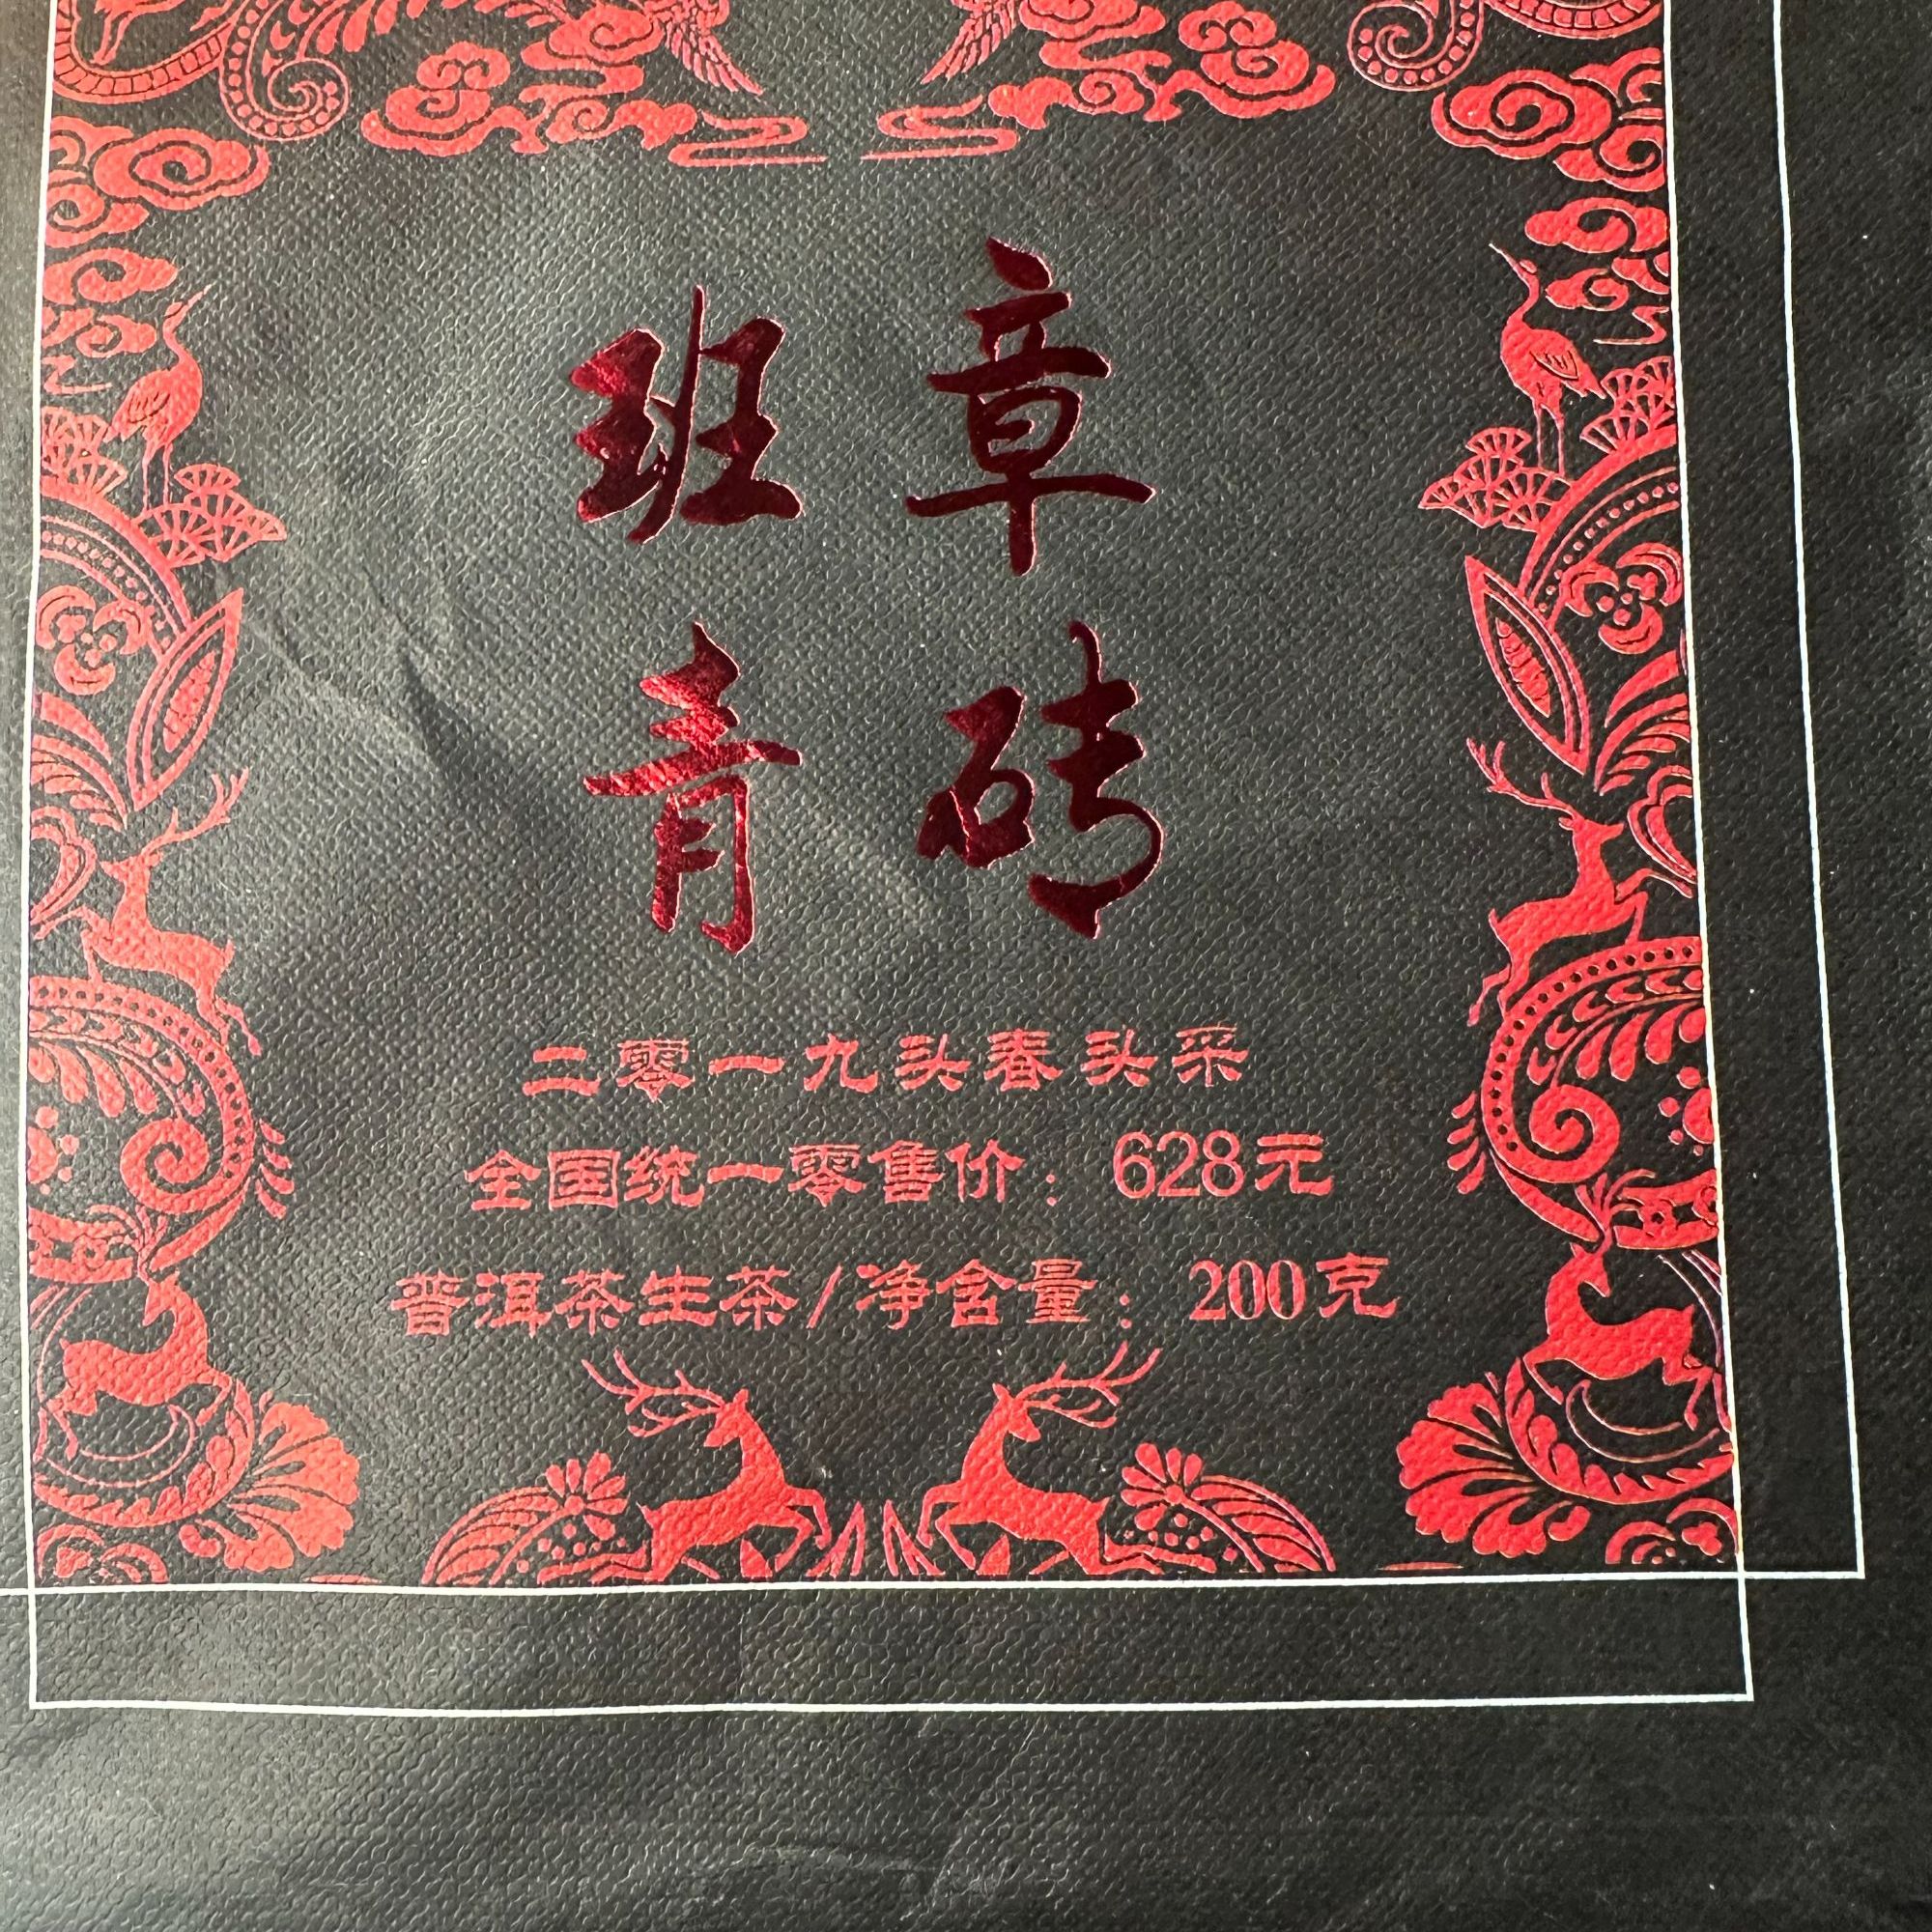 班章
青砖
二零一九头春头采
全国统一零售价：628元
普洱茶生茶/净含量：200克